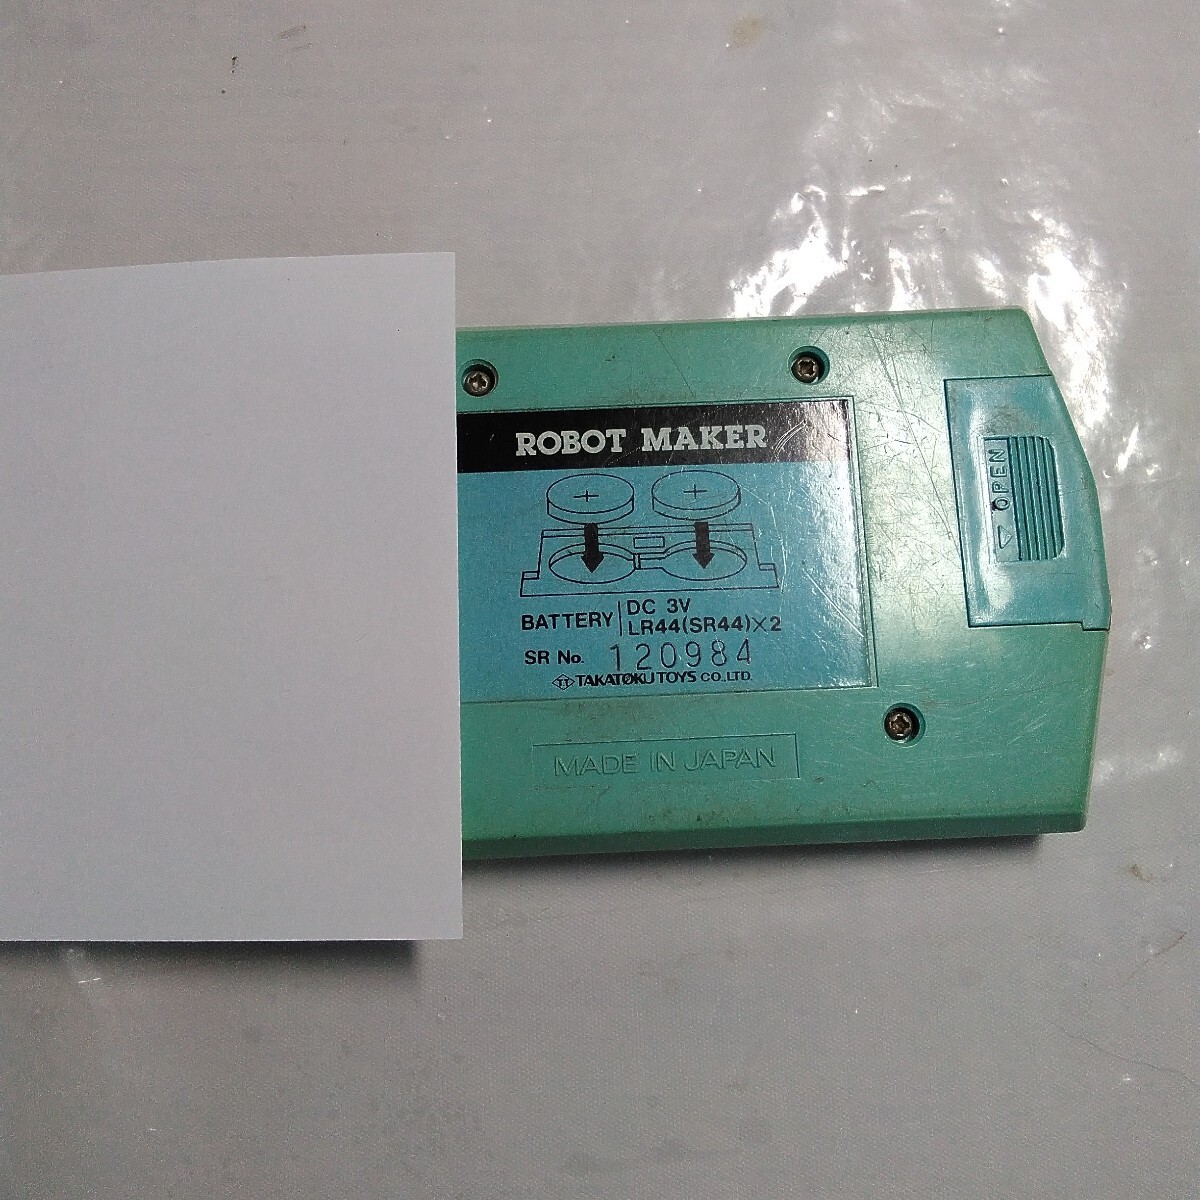 ROBOT MAKER
BATTERY DC 3V
LR44(SR44)×2
SR No. 120984
TT TAKATOKU TOYS CO.,LTD.
MADE IN JAPAN
OPEN